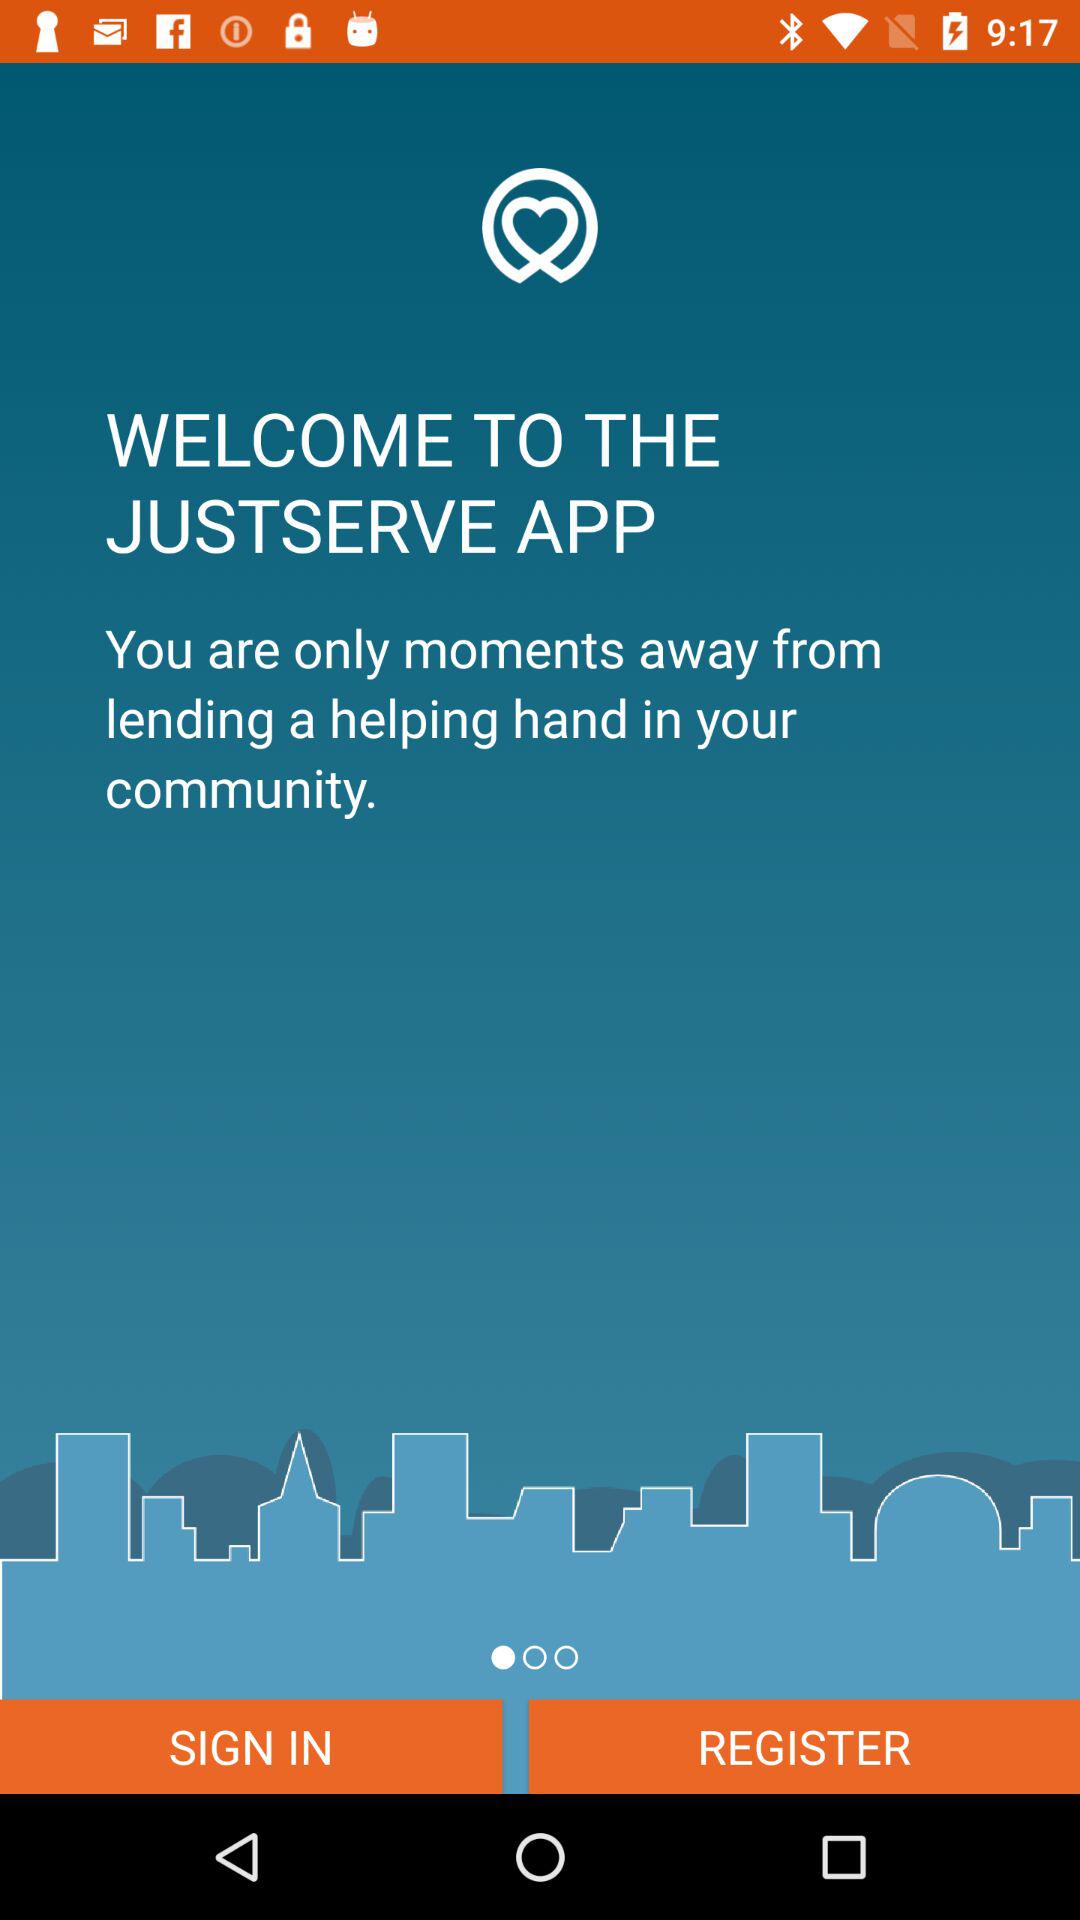 9:17
WELCOME TO THE
JUSTSERVE APP
You are only moments away from
lending a helping hand in your
community.
SIGN IN
REGISTER